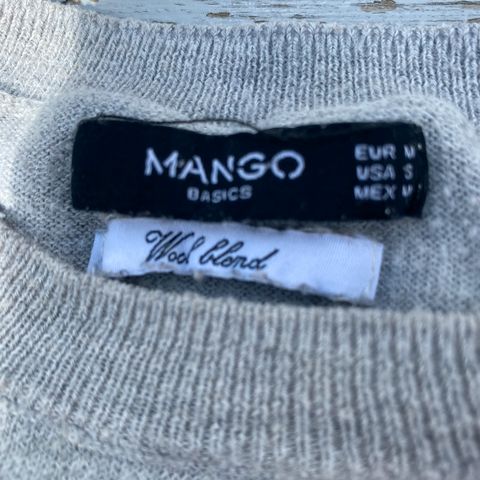 MANGO
BASICS
EUR M
USA S
MEX M
Wool blend